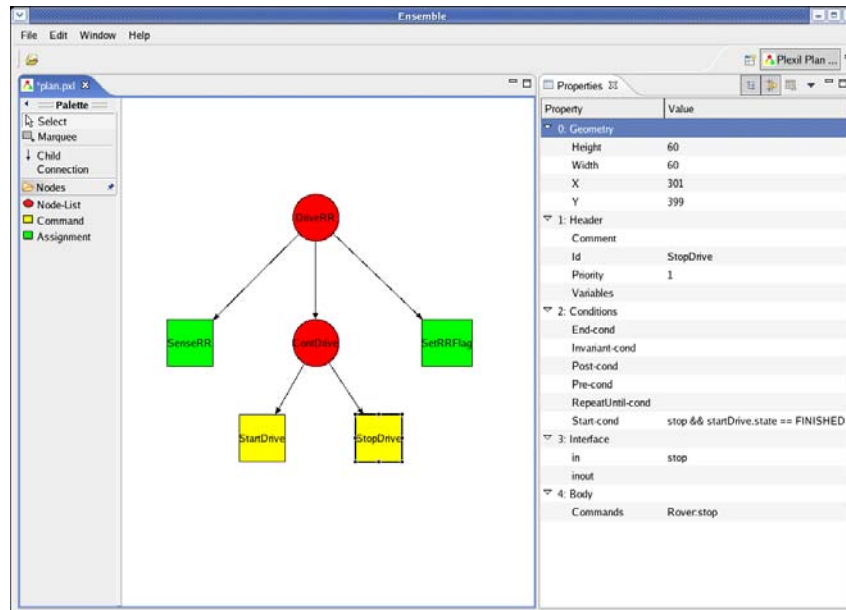 Ensemble
File Edit Window Help
Plexil Plan ...
*plan.pxl
Palette
Select
Marquee
Child
Connection
Nodes
Node-List
Command
Assignment
DriveRR
SenseRR
ContDrive
SetRRFlag
StartDrive
StopDrive
Properties
Property Value
0: Geometry
Height 60
Width 60
X 301
Y 399
1: Header
Comment
Id StopDrive
Priority 1
Variables
2: Conditions
End-cond
Invariant-cond
Post-cond
Pre-cond
RepeatUntil-cond
Start-cond stop && startDrive.state == FINISHED
3: Interface
in stop
inout
4: Body
Commands Rover:stop